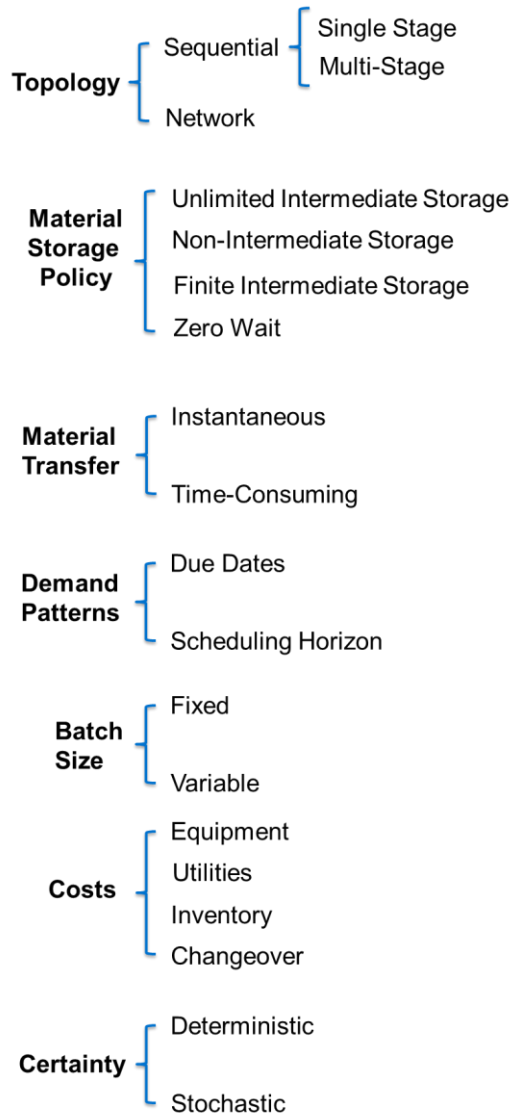 Topology
Sequential
Single Stage
Multi-Stage
Network
Material
Storage
Policy
Unlimited Intermediate Storage
Non-Intermediate Storage
Finite Intermediate Storage
Zero Wait
Material
Transfer
Instantaneous
Time-Consuming
Demand
Patterns
Due Dates
Scheduling Horizon
Batch
Size
Fixed
Variable
Costs
Equipment
Utilities
Inventory
Changeover
Certainty
Deterministic
Stochastic